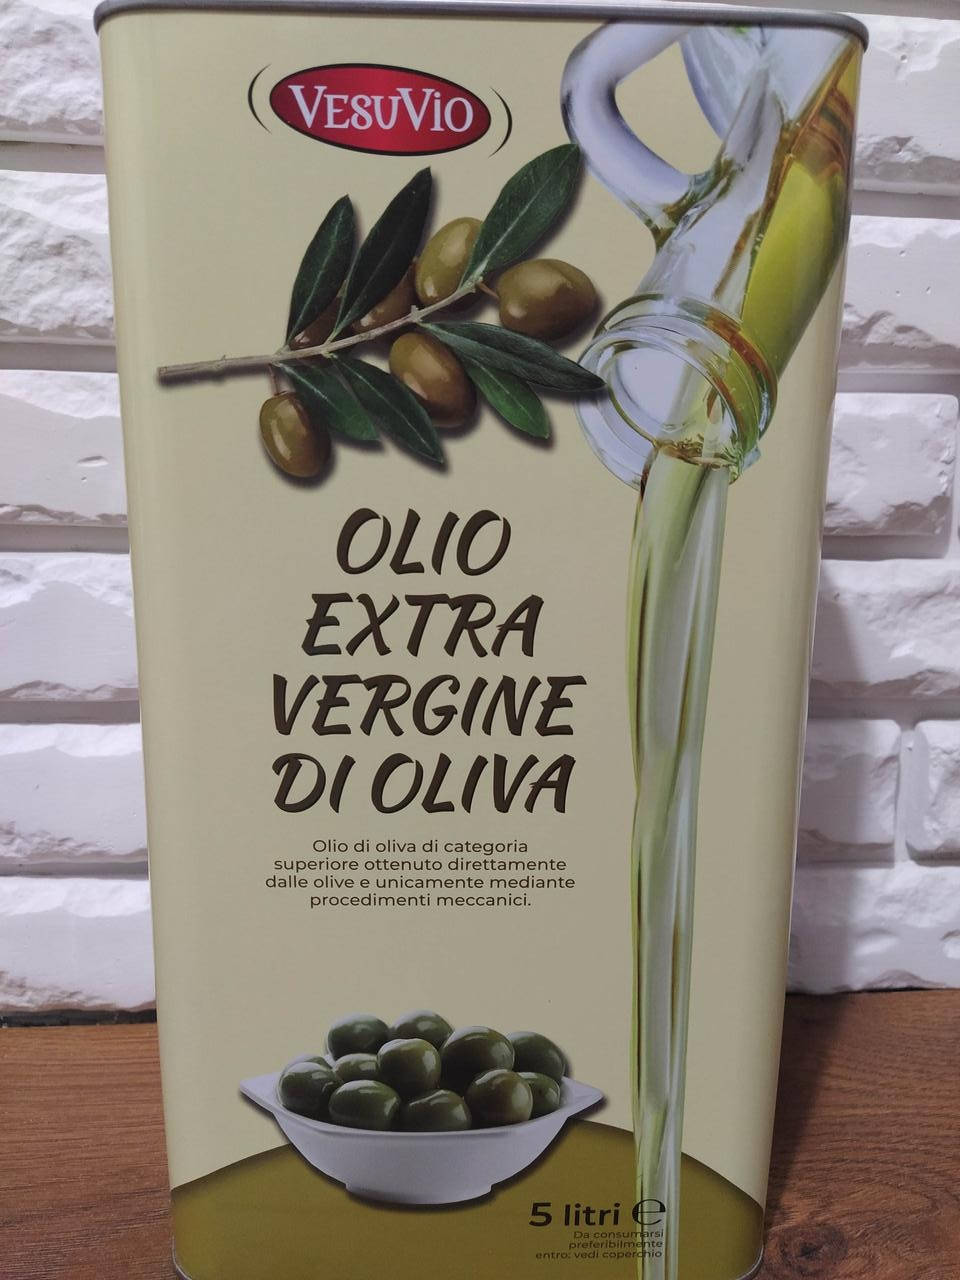 VESUVIO
OLIO
EXTRA
VERGINE
DI OLIVA
Olio di oliva di categoria
superiore ottenuto direttamente
dalle olive e unicamente mediante
procedimenti meccanici.
5 litri ℮
Da consumarsi
preferibilmente
entro: vedi coperchio